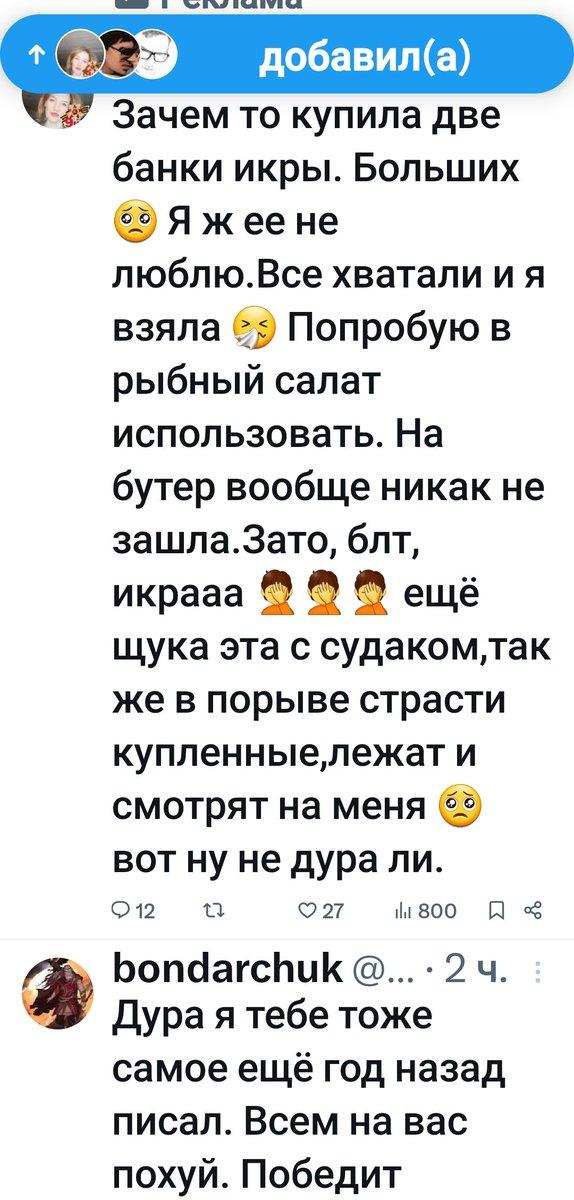 Реклама
добавил(а)
Зачем то купила две
банки икры. Больших
🥺 Я ж ее не
люблю.Все хватали и я
взяла 🤧 Попробую в
рыбный салат
использовать. На
бутер вообще никак не
зашла.Зато, блт,
икрааа 🤦🤦🤦 ещё
щука эта с судаком,так
же в порыве страсти
купленные,лежат и
смотрят на меня 🥺
вот ну не дура ли.
12 27 800
bondarchuk @... · 2 ч.
Дура я тебе тоже
самое ещё год назад
писал. Всем на вас
похуй. Победит